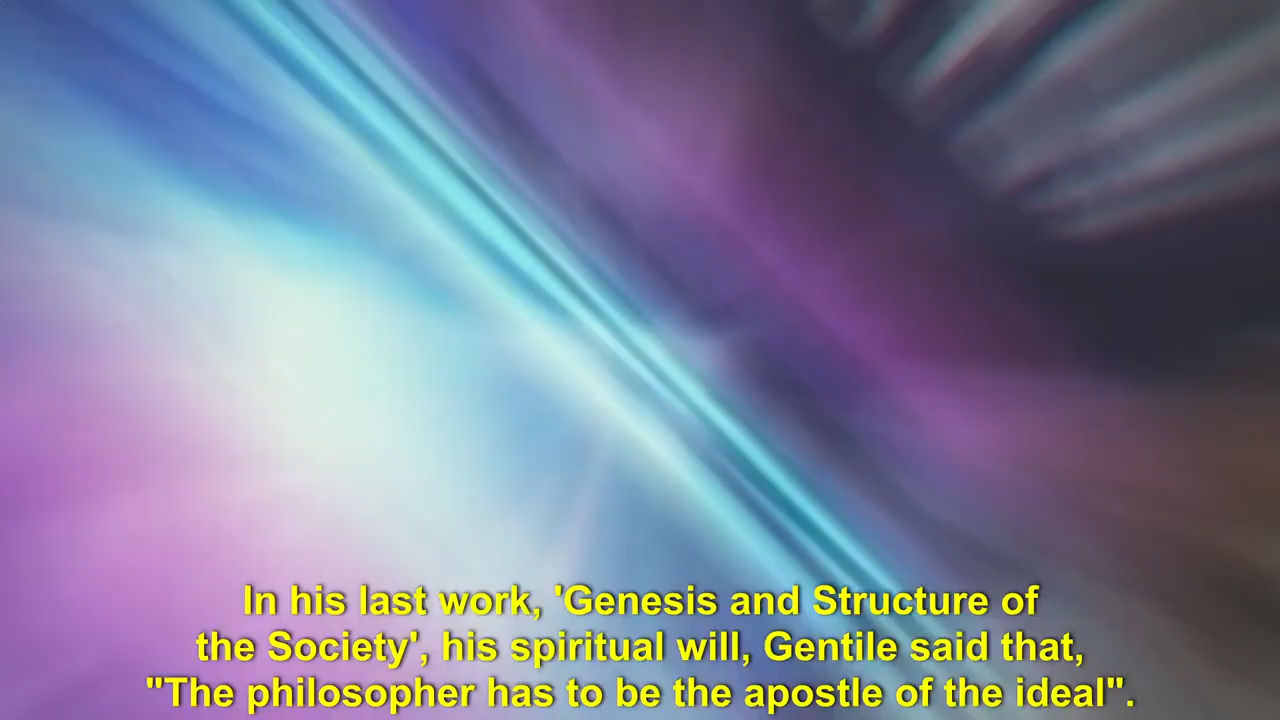 In his last work, 'Genesis and Structure of
the Society', his spiritual will, Gentile said that,
"The philosopher has to be the apostle of the ideal".